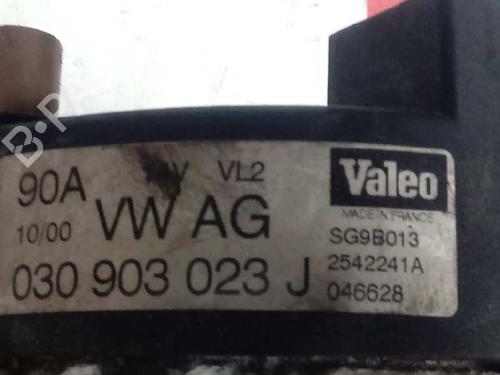 90A V VL2
10/00 VW AG
030 903 023 J
Valeo
MADE IN FRANCE
SG9B013
2542241A
046628